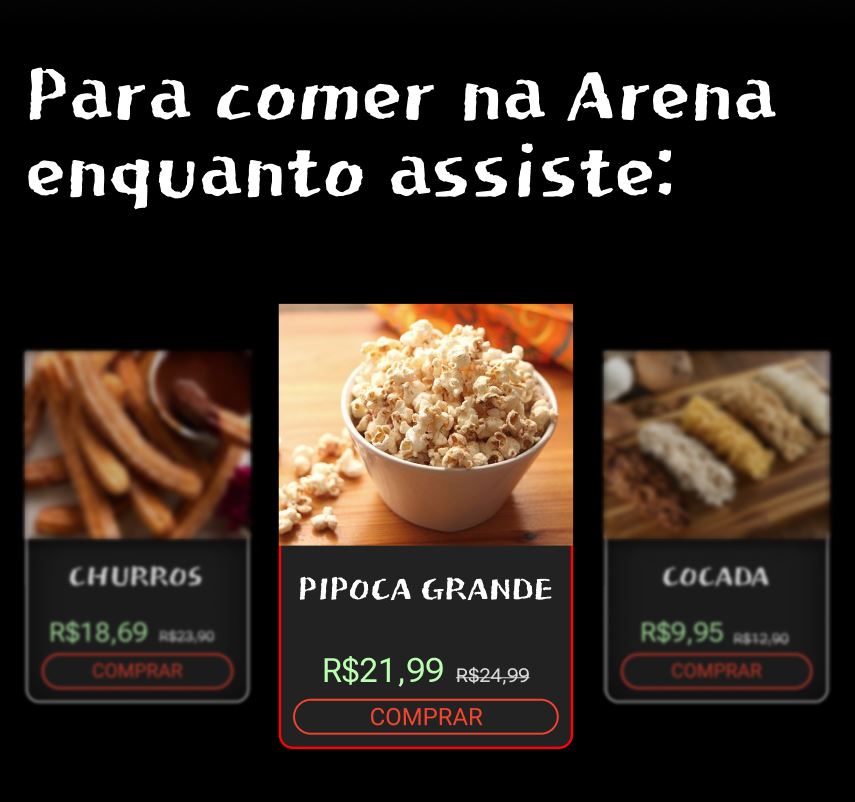 Para comer na Arena
enquanto assiste:
CHURROS
R$18,69 R$23,90
COMPRAR
PIPOCA GRANDE
R$21,99 R$24,99
COMPRAR
COCADA
R$9,95 R$12,90
COMPRAR